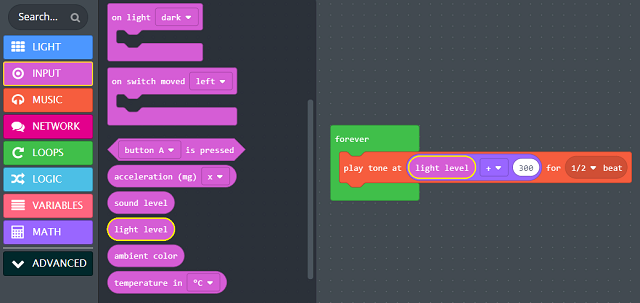 Search...
LIGHT
INPUT
MUSIC
NETWORK
LOOPS
LOGIC
VARIABLES
MATH
ADVANCED
on light dark
on switch moved left
button A is pressed
acceleration (mg) x
sound level
light level
ambient color
temperature in °C
forever
play tone at light level + 300 for 1/2 beat